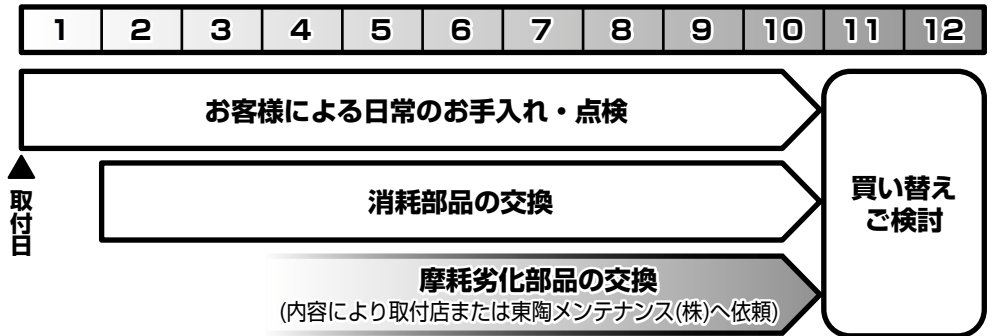 1 2 3 4 5 6 7 8 9 10 11 12
お客様による日常のお手入れ・点検
取付日
消耗部品の交換
買い替え
ご検討
摩耗劣化部品の交換
(内容により取付店または東陶メンテナンス(株)へ依頼)